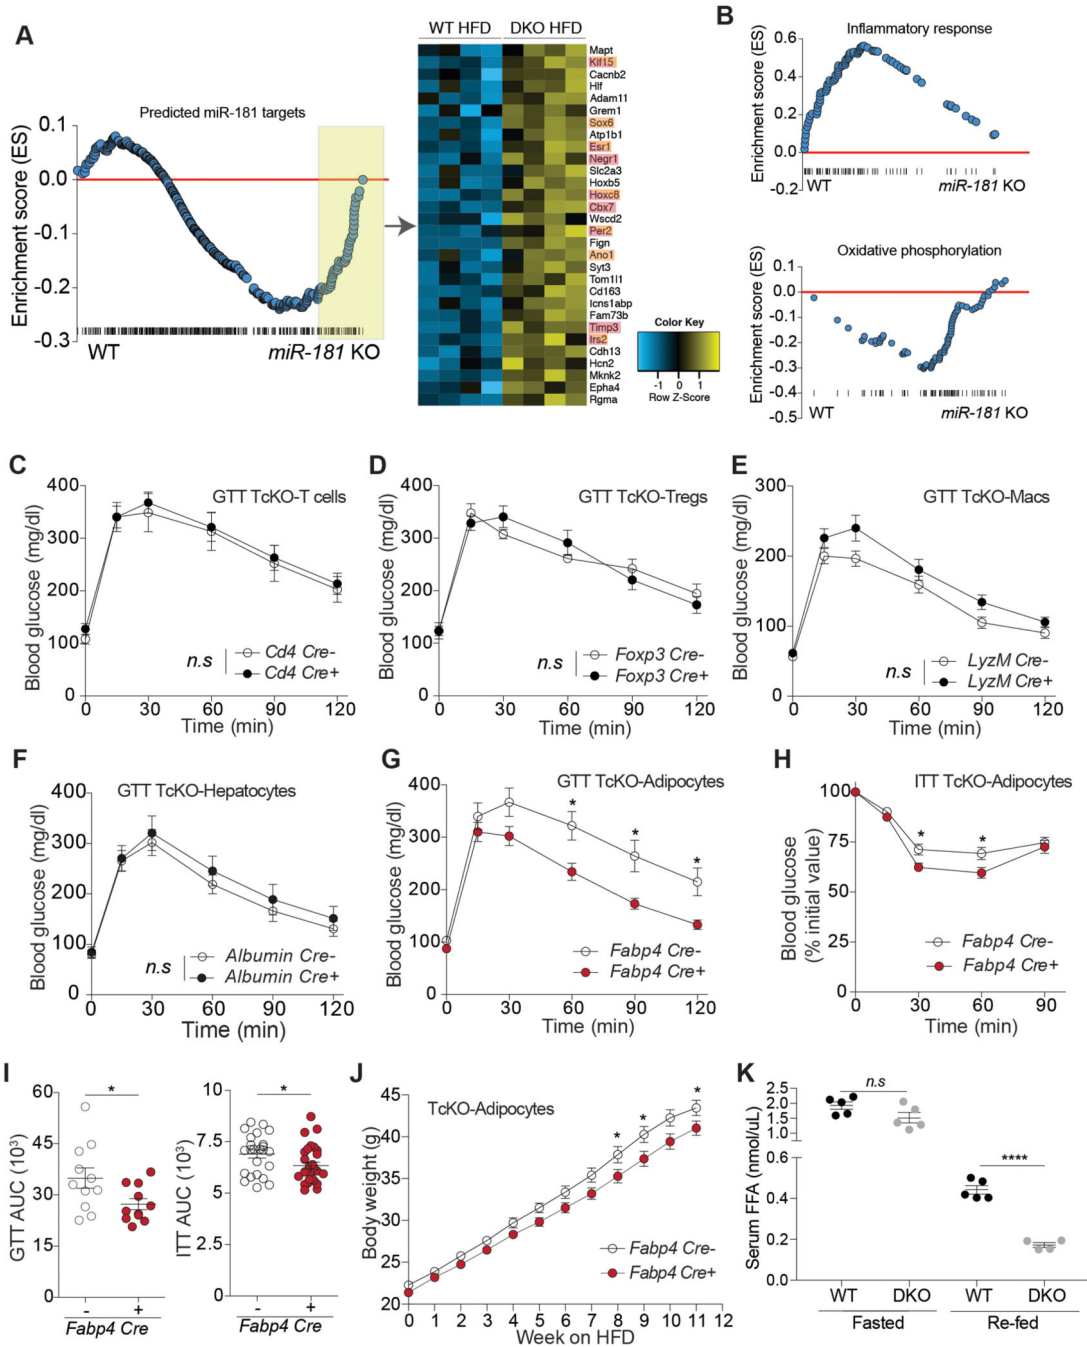 A
Predicted miR-181 targets
Enrichment score (ES)
0.1
0.0
-0.1
-0.2
-0.3
WT
miR-181 KO
WT HFD
DKO HFD
Mapt
Klf15
Cacnb2
Hlf
Adam11
Grem1
Sox6
Atp1b1
Esr1
Negr1
Slc2a3
Hoxb5
Hoxc8
Cbx7
Wscd2
Per2
Fign
Ano1
Syt3
Tom1l1
Cd163
Icns1abp
Fam73b
Timp3
Irs2
Cdh13
Hcn2
Mknk2
Epha4
Rgma
Color Key
-1 0 1
Row Z-Score
B
Inflammatory response
Enrichment score (ES)
0.6
0.4
0.2
0.0
-0.2
WT
miR-181 KO
Oxidative phosphorylation
Enrichment score (ES)
0.1
0.0
-0.1
-0.2
-0.3
-0.4
-0.5
WT
miR-181 KO
C
GTT TcKO-T cells
Blood glucose (mg/dl)
400
300
200
100
0
n.s
Cd4 Cre-
Cd4 Cre+
0 30 60 90 120
Time (min)
D
GTT TcKO-Tregs
Blood glucose (mg/dl)
400
300
200
100
0
n.s
Foxp3 Cre-
Foxp3 Cre+
0 30 60 90 120
Time (min)
E
GTT TcKO-Macs
Blood glucose (mg/dl)
300
200
100
0
n.s
LyzM Cre-
LyzM Cre+
0 30 60 90 120
Time (min)
F
GTT TcKO-Hepatocytes
Blood glucose (mg/dl)
400
300
200
100
0
n.s
Albumin Cre-
Albumin Cre+
0 30 60 90 120
Time (min)
G
GTT TcKO-Adipocytes
Blood glucose (mg/dl)
400
300
200
100
0
* * *
Fabp4 Cre-
Fabp4 Cre+
0 30 60 90 120
Time (min)
H
ITT TcKO-Adipocytes
Blood glucose
(% initial value)
100
75
50
25
0
* *
Fabp4 Cre-
Fabp4 Cre+
0 30 60 90
Time (min)
I
GTT AUC (10³)
60
45
30
15
0
*
- +
Fabp4 Cre
ITT AUC (10³)
10
7.5
5
2.5
0
*
- +
Fabp4 Cre
J
TcKO-Adipocytes
Body weight (g)
45
40
35
30
25
20
* * *
Fabp4 Cre-
Fabp4 Cre+
0 1 2 3 4 5 6 7 8 9 10 11 12
Week on HFD
K
Serum FFA (nmol/uL)
2.5
2.0
1.5
1.0
0.4
0.2
0.0
n.s
****
WT DKO WT DKO
Fasted Re-fed